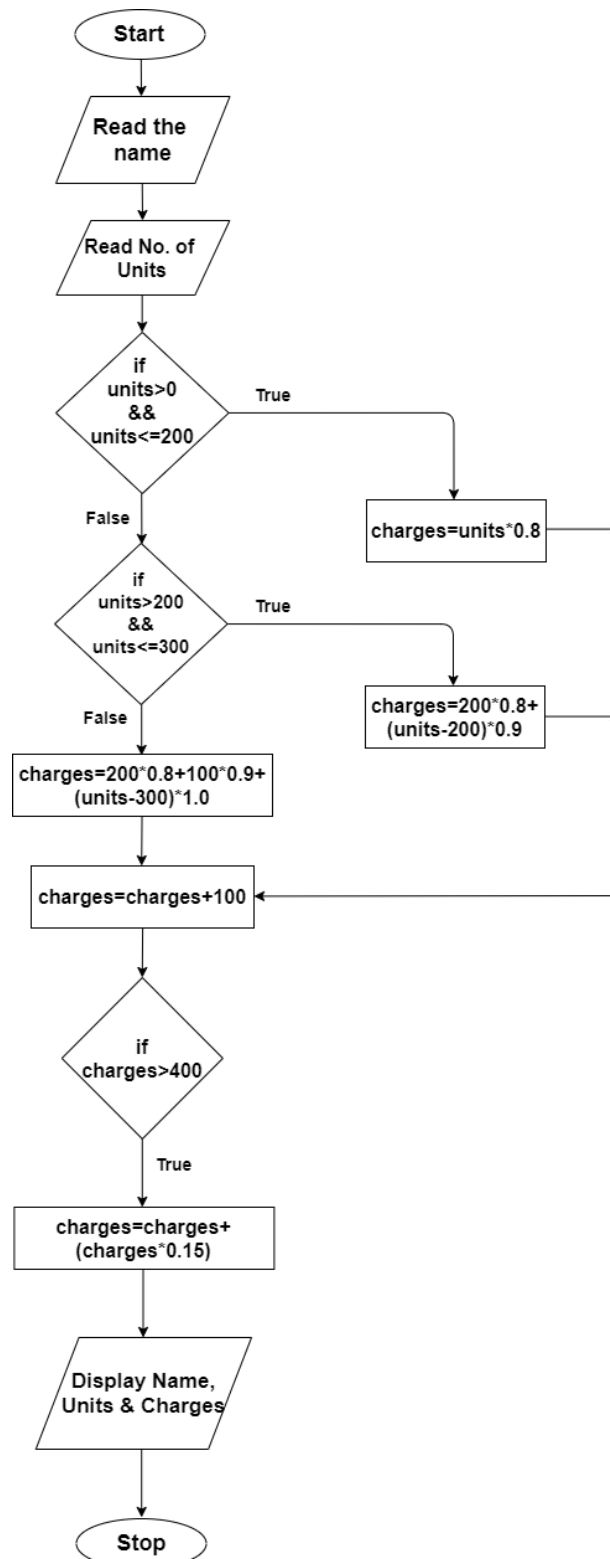 Start
Read the
name
Read No. of
Units
if
units>0
&&
units<=200
True
False
charges=units*0.8
if
units>200
&&
units<=300
True
False
charges=200*0.8+
(units-200)*0.9
charges=200*0.8+100*0.9+
(units-300)*1.0
charges=charges+100
if
charges>400
True
charges=charges+
(charges*0.15)
Display Name,
Units & Charges
Stop